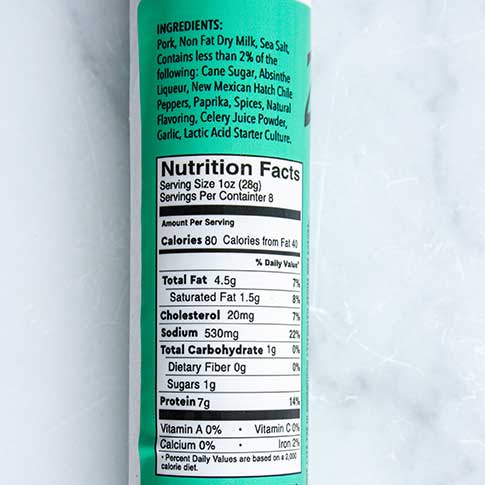 INGREDIENTS:
Pork, Non Fat Dry Milk, Sea Salt,
Contains less than 2% of the
following: Cane Sugar, Absinthe
Liqueur, New Mexican Hatch Chile
Peppers, Paprika, Spices, Natural
Flavoring, Celery Juice Powder,
Garlic, Lactic Acid Starter Culture.
Nutrition Facts
Serving Size 1oz (28g)
Servings Per Containter 8
Amount Per Serving
Calories 80 Calories from Fat 40
% Daily Value*
Total Fat 4.5g 7%
Saturated Fat 1.5g 8%
Cholesterol 20mg 7%
Sodium 530mg 22%
Total Carbohydrate 1g 0%
Dietary Fiber 0g 0%
Sugars 1g
Protein 7g 14%
Vitamin A 0% • Vitamin C 0%
Calcium 0% • Iron 2%
* Percent Daily Values are based on a 2,000
calorie diet.